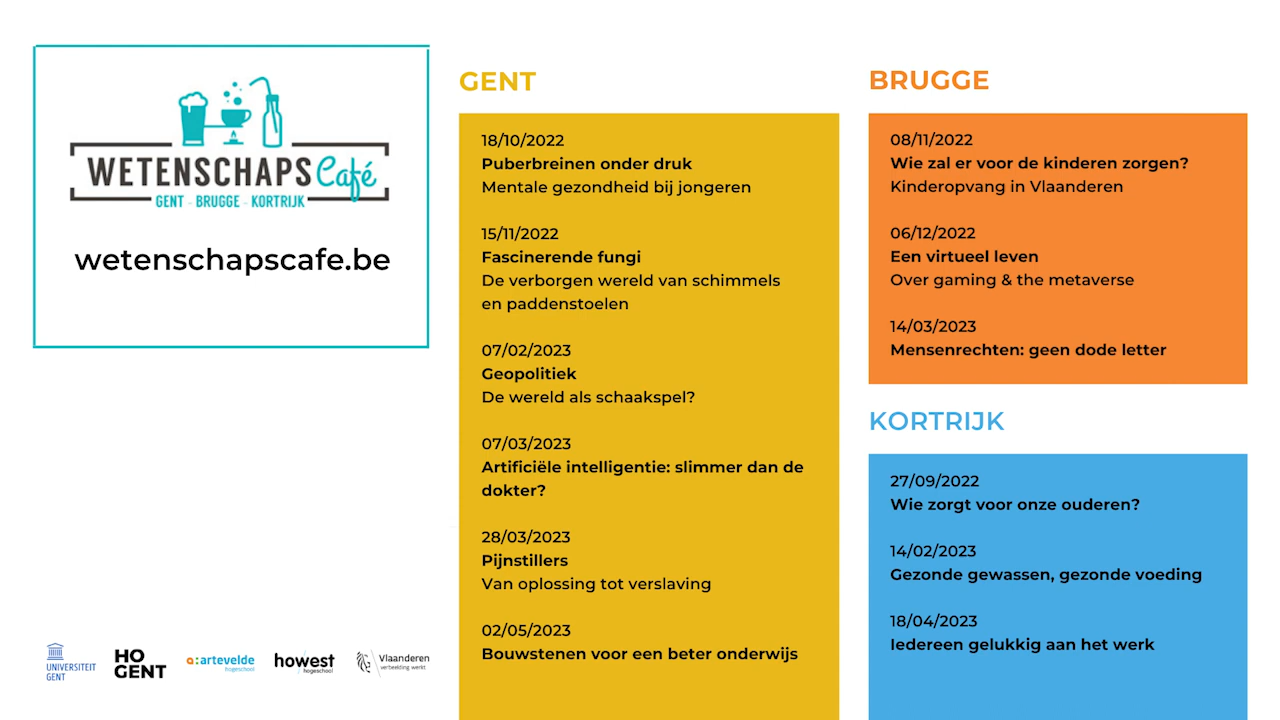 WETENSCHAPSCafé
GENT - BRUGGE - KORTRIJK
wetenschapscafe.be
GENT
18/10/2022
Puberbreinen onder druk
Mentale gezondheid bij jongeren
15/11/2022
Fascinerende fungi
De verborgen wereld van schimmels
en paddenstoelen
07/02/2023
Geopolitiek
De wereld als schaakspel?
07/03/2023
Artificiële intelligentie: slimmer dan de
dokter?
28/03/2023
Pijnstillers
Van oplossing tot verslaving
02/05/2023
Bouwstenen voor een beter onderwijs
BRUGGE
08/11/2022
Wie zal er voor de kinderen zorgen?
Kinderopvang in Vlaanderen
06/12/2022
Een virtueel leven
Over gaming & the metaverse
14/03/2023
Mensenrechten: geen dode letter
KORTRIJK
27/09/2022
Wie zorgt voor onze ouderen?
14/02/2023
Gezonde gewassen, gezonde voeding
18/04/2023
Iedereen gelukkig aan het werk
UNIVERSITEIT
GENT
HO
GENT
artevelde
hogeschool
howest
hogeschool
Vlaanderen
verbeelding werkt